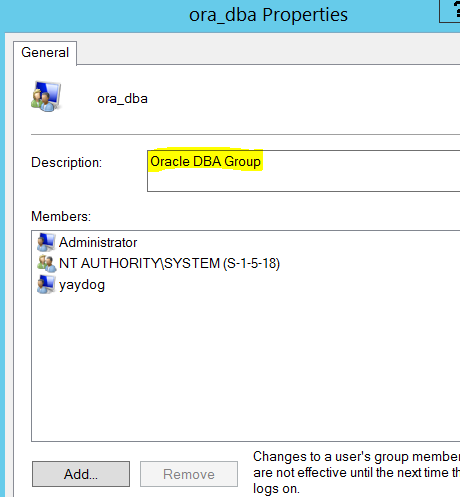 ora_dba Properties
?
General
ora_dba
Description:
Oracle DBA Group
Members:
Administrator
NT AUTHORITY\SYSTEM (S-1-5-18)
yaydog
Add...
Remove
Changes to a user's group member
are not effective until the next time th
logs on.